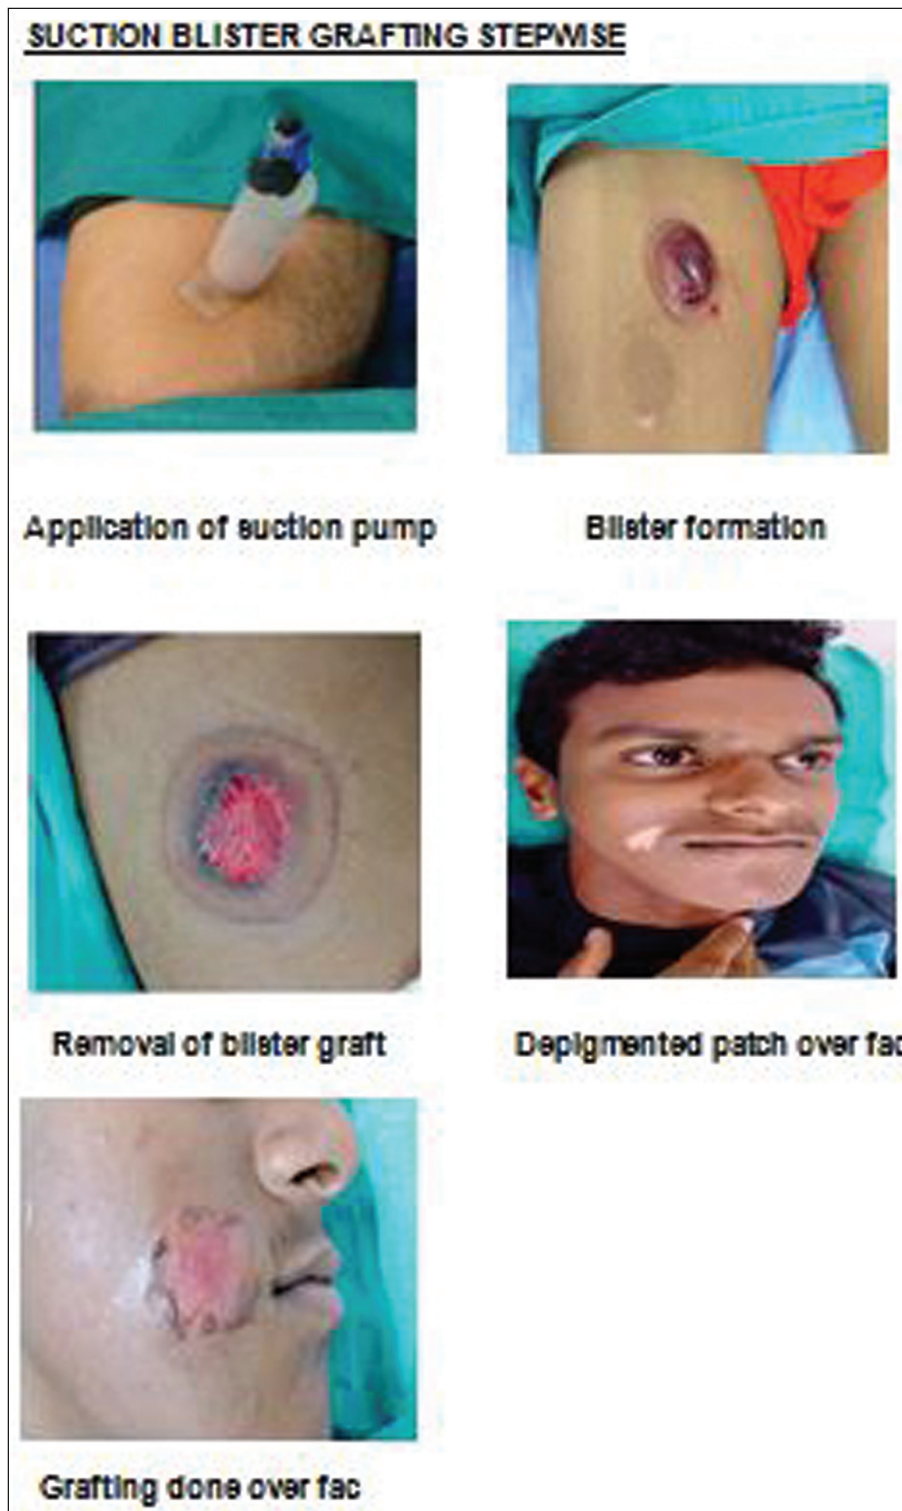 SUCTION BLISTER GRAFTING STEPWISE
Application of suction pump
Blister formation
Removal of blister graft
Depigmented patch over fac
Grafting done over fac